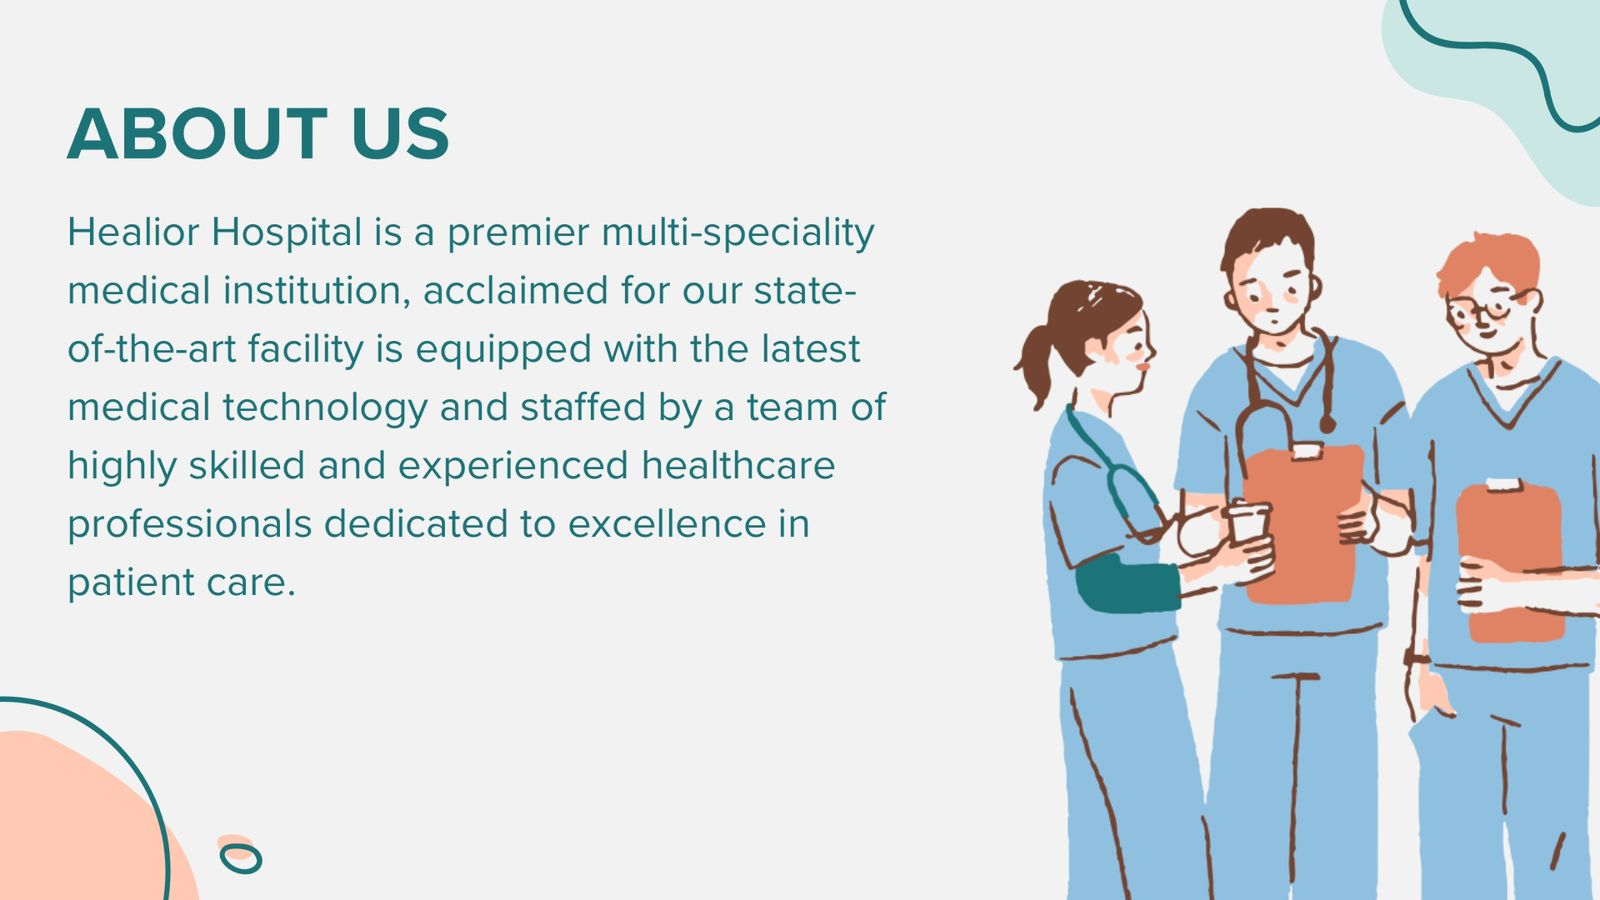 ABOUT US
Healior Hospital is a premier multi-speciality
medical institution, acclaimed for our state-
of-the-art facility is equipped with the latest
medical technology and staffed by a team of
highly skilled and experienced healthcare
professionals dedicated to excellence in
patient care.